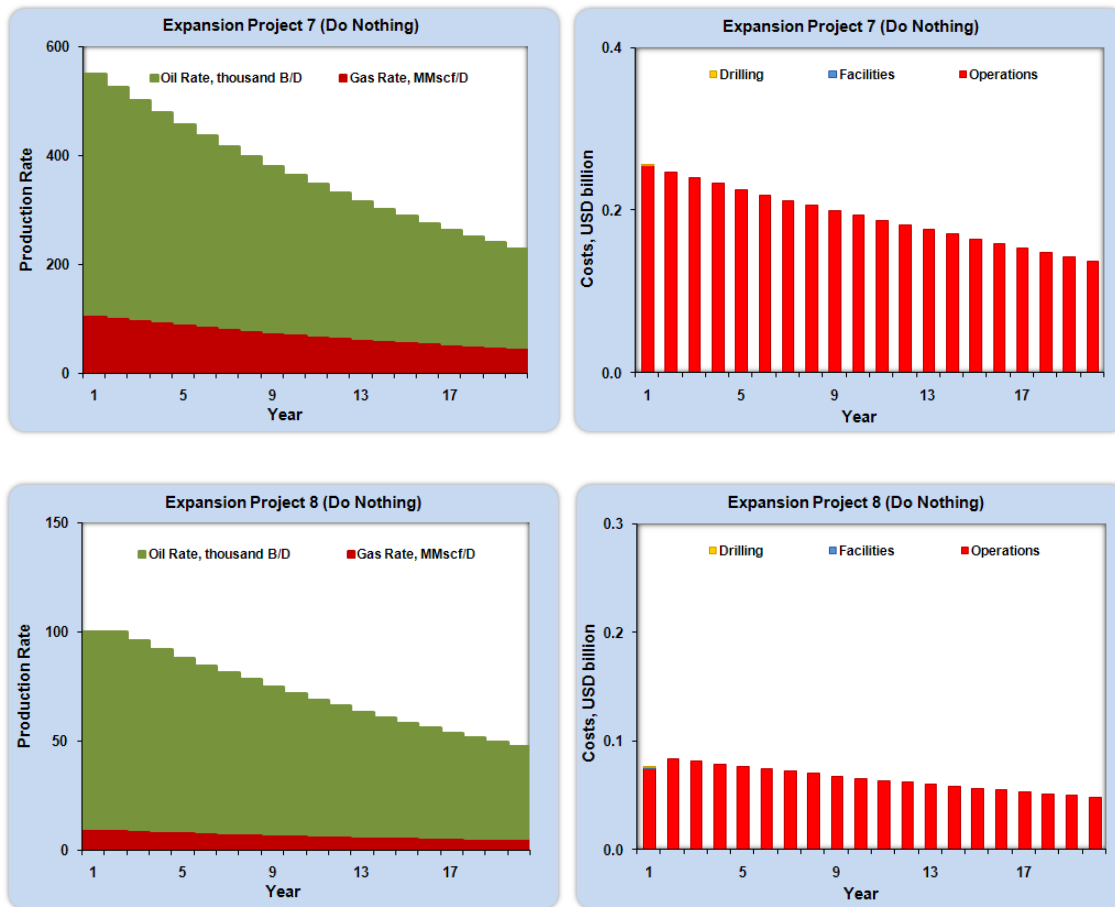 Expansion Project 7 (Do Nothing)
Oil Rate, thousand B/D Gas Rate, MMscf/D
Production Rate
600
400
200
0
1 5 9 13 17
Year
Expansion Project 7 (Do Nothing)
Drilling Facilities Operations
Costs, USD billion
0.4
0.2
0.0
1 5 9 13 17
Year
Expansion Project 8 (Do Nothing)
Oil Rate, thousand B/D Gas Rate, MMscf/D
Production Rate
150
100
50
0
1 5 9 13 17
Year
Expansion Project 8 (Do Nothing)
Drilling Facilities Operations
Costs, USD billion
0.3
0.2
0.1
0.0
1 5 9 13 17
Year